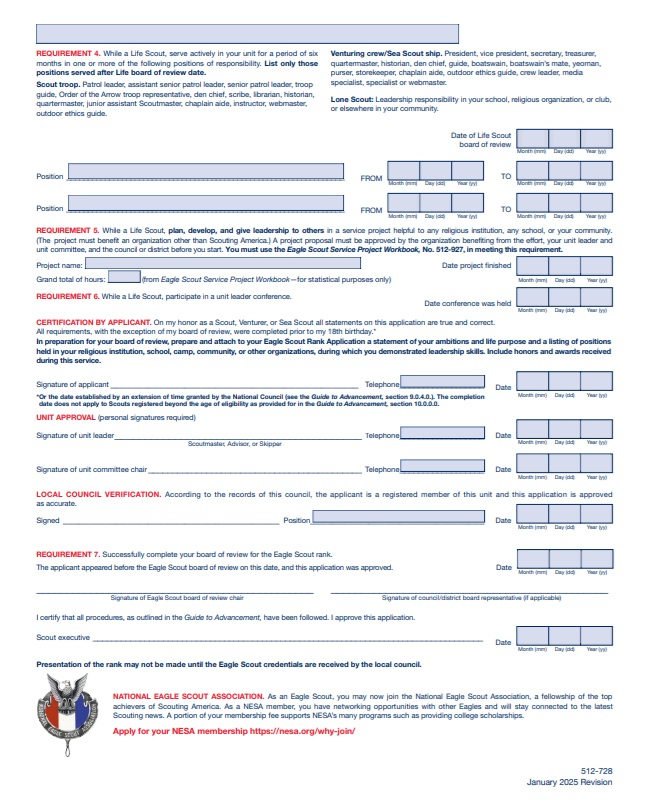 REQUIREMENT 4. While a Life Scout, serve actively in your unit for a period of six
months in one or more of the following positions of responsibility. List only those
positions served after Life board of review date.
Scout troop. Patrol leader, assistant senior patrol leader, senior patrol leader, troop
guide, Order of the Arrow troop representative, den chief, scribe, librarian, historian,
quartermaster, junior assistant Scoutmaster, chaplain aide, instructor, webmaster,
outdoor ethics guide.
Venturing crew/Sea Scout ship. President, vice president, secretary, treasurer,
quartermaster, historian, den chief, guide, boatswain, boatswain's mate, yeoman,
purser, storekeeper, chaplain aide, outdoor ethics guide, crew leader, media
specialist, specialist or webmaster.
Lone Scout: Leadership responsibility in your school, religious organization, or club,
or elsewhere in your community.
Date of Life Scout
board of review
Month (mm) Day (dd) Year (yy)
Position FROM TO
Month (mm) Day (dd) Year (yy) Month (mm) Day (dd) Year (yy)
Position FROM TO
Month (mm) Day (dd) Year (yy) Month (mm) Day (dd) Year (yy)
REQUIREMENT 5. While a Life Scout, plan, develop, and give leadership to others in a service project helpful to any religious institution, any school, or your community.
(The project must benefit an organization other than Scouting America.) A project proposal must be approved by the organization benefiting from the effort, your unit leader and
unit committee, and the council or district before you start. You must use the Eagle Scout Service Project Workbook, No. 512-927, in meeting this requirement.
Project name: Date project finished
Month (mm) Day (dd) Year (yy)
Grand total of hours: (from Eagle Scout Service Project Workbook—for statistical purposes only)
REQUIREMENT 6. While a Life Scout, participate in a unit leader conference.
Date conference was held
Month (mm) Day (dd) Year (yy)
CERTIFICATION BY APPLICANT. On my honor as a Scout, Venturer, or Sea Scout all statements on this application are true and correct.
All requirements, with the exception of my board of review, were completed prior to my 18th birthday.*
In preparation for your board of review, prepare and attach to your Eagle Scout Rank Application a statement of your ambitions and life purpose and a listing of positions
held in your religious institution, school, camp, community, or other organizations, during which you demonstrated leadership skills. Include honors and awards received
during this service.
Signature of applicant Telephone Date
Month (mm) Day (dd) Year (yy)
*Or the date established by an extension of time granted by the National Council (see the Guide to Advancement, section 9.0.4.0.). The completion
date does not apply to Scouts registered beyond the age of eligibility as provided for in the Guide to Advancement, section 10.0.0.0.
UNIT APPROVAL (personal signatures required)
Signature of unit leader Telephone Date
Scoutmaster, Advisor, or Skipper
Month (mm) Day (dd) Year (yy)
Signature of unit committee chair Telephone Date
Month (mm) Day (dd) Year (yy)
LOCAL COUNCIL VERIFICATION. According to the records of this council, the applicant is a registered member of this unit and this application is approved
as accurate.
Signed Position Date
Month (mm) Day (dd) Year (yy)
REQUIREMENT 7. Successfully complete your board of review for the Eagle Scout rank.
The applicant appeared before the Eagle Scout board of review on this date, and this application was approved. Date
Month (mm) Day (dd) Year (yy)
Signature of Eagle Scout board of review chair Signature of council/district board representative (if applicable)
I certify that all procedures, as outlined in the Guide to Advancement, have been followed. I approve this application.
Scout executive Date
Month (mm) Day (dd) Year (yy)
Presentation of the rank may not be made until the Eagle Scout credentials are received by the local council.
NATIONAL EAGLE SCOUT ASSOCIATION. As an Eagle Scout, you may now join the National Eagle Scout Association, a fellowship of the top
achievers of Scouting America. As a NESA member, you have networking opportunities with other Eagles and will stay connected to the latest
Scouting news. A portion of your membership fee supports NESA's many programs such as providing college scholarships.
Apply for your NESA membership https://nesa.org/why-join/
NATIONAL EAGLE SCOUT ASSOCIATION
512-728
January 2025 Revision